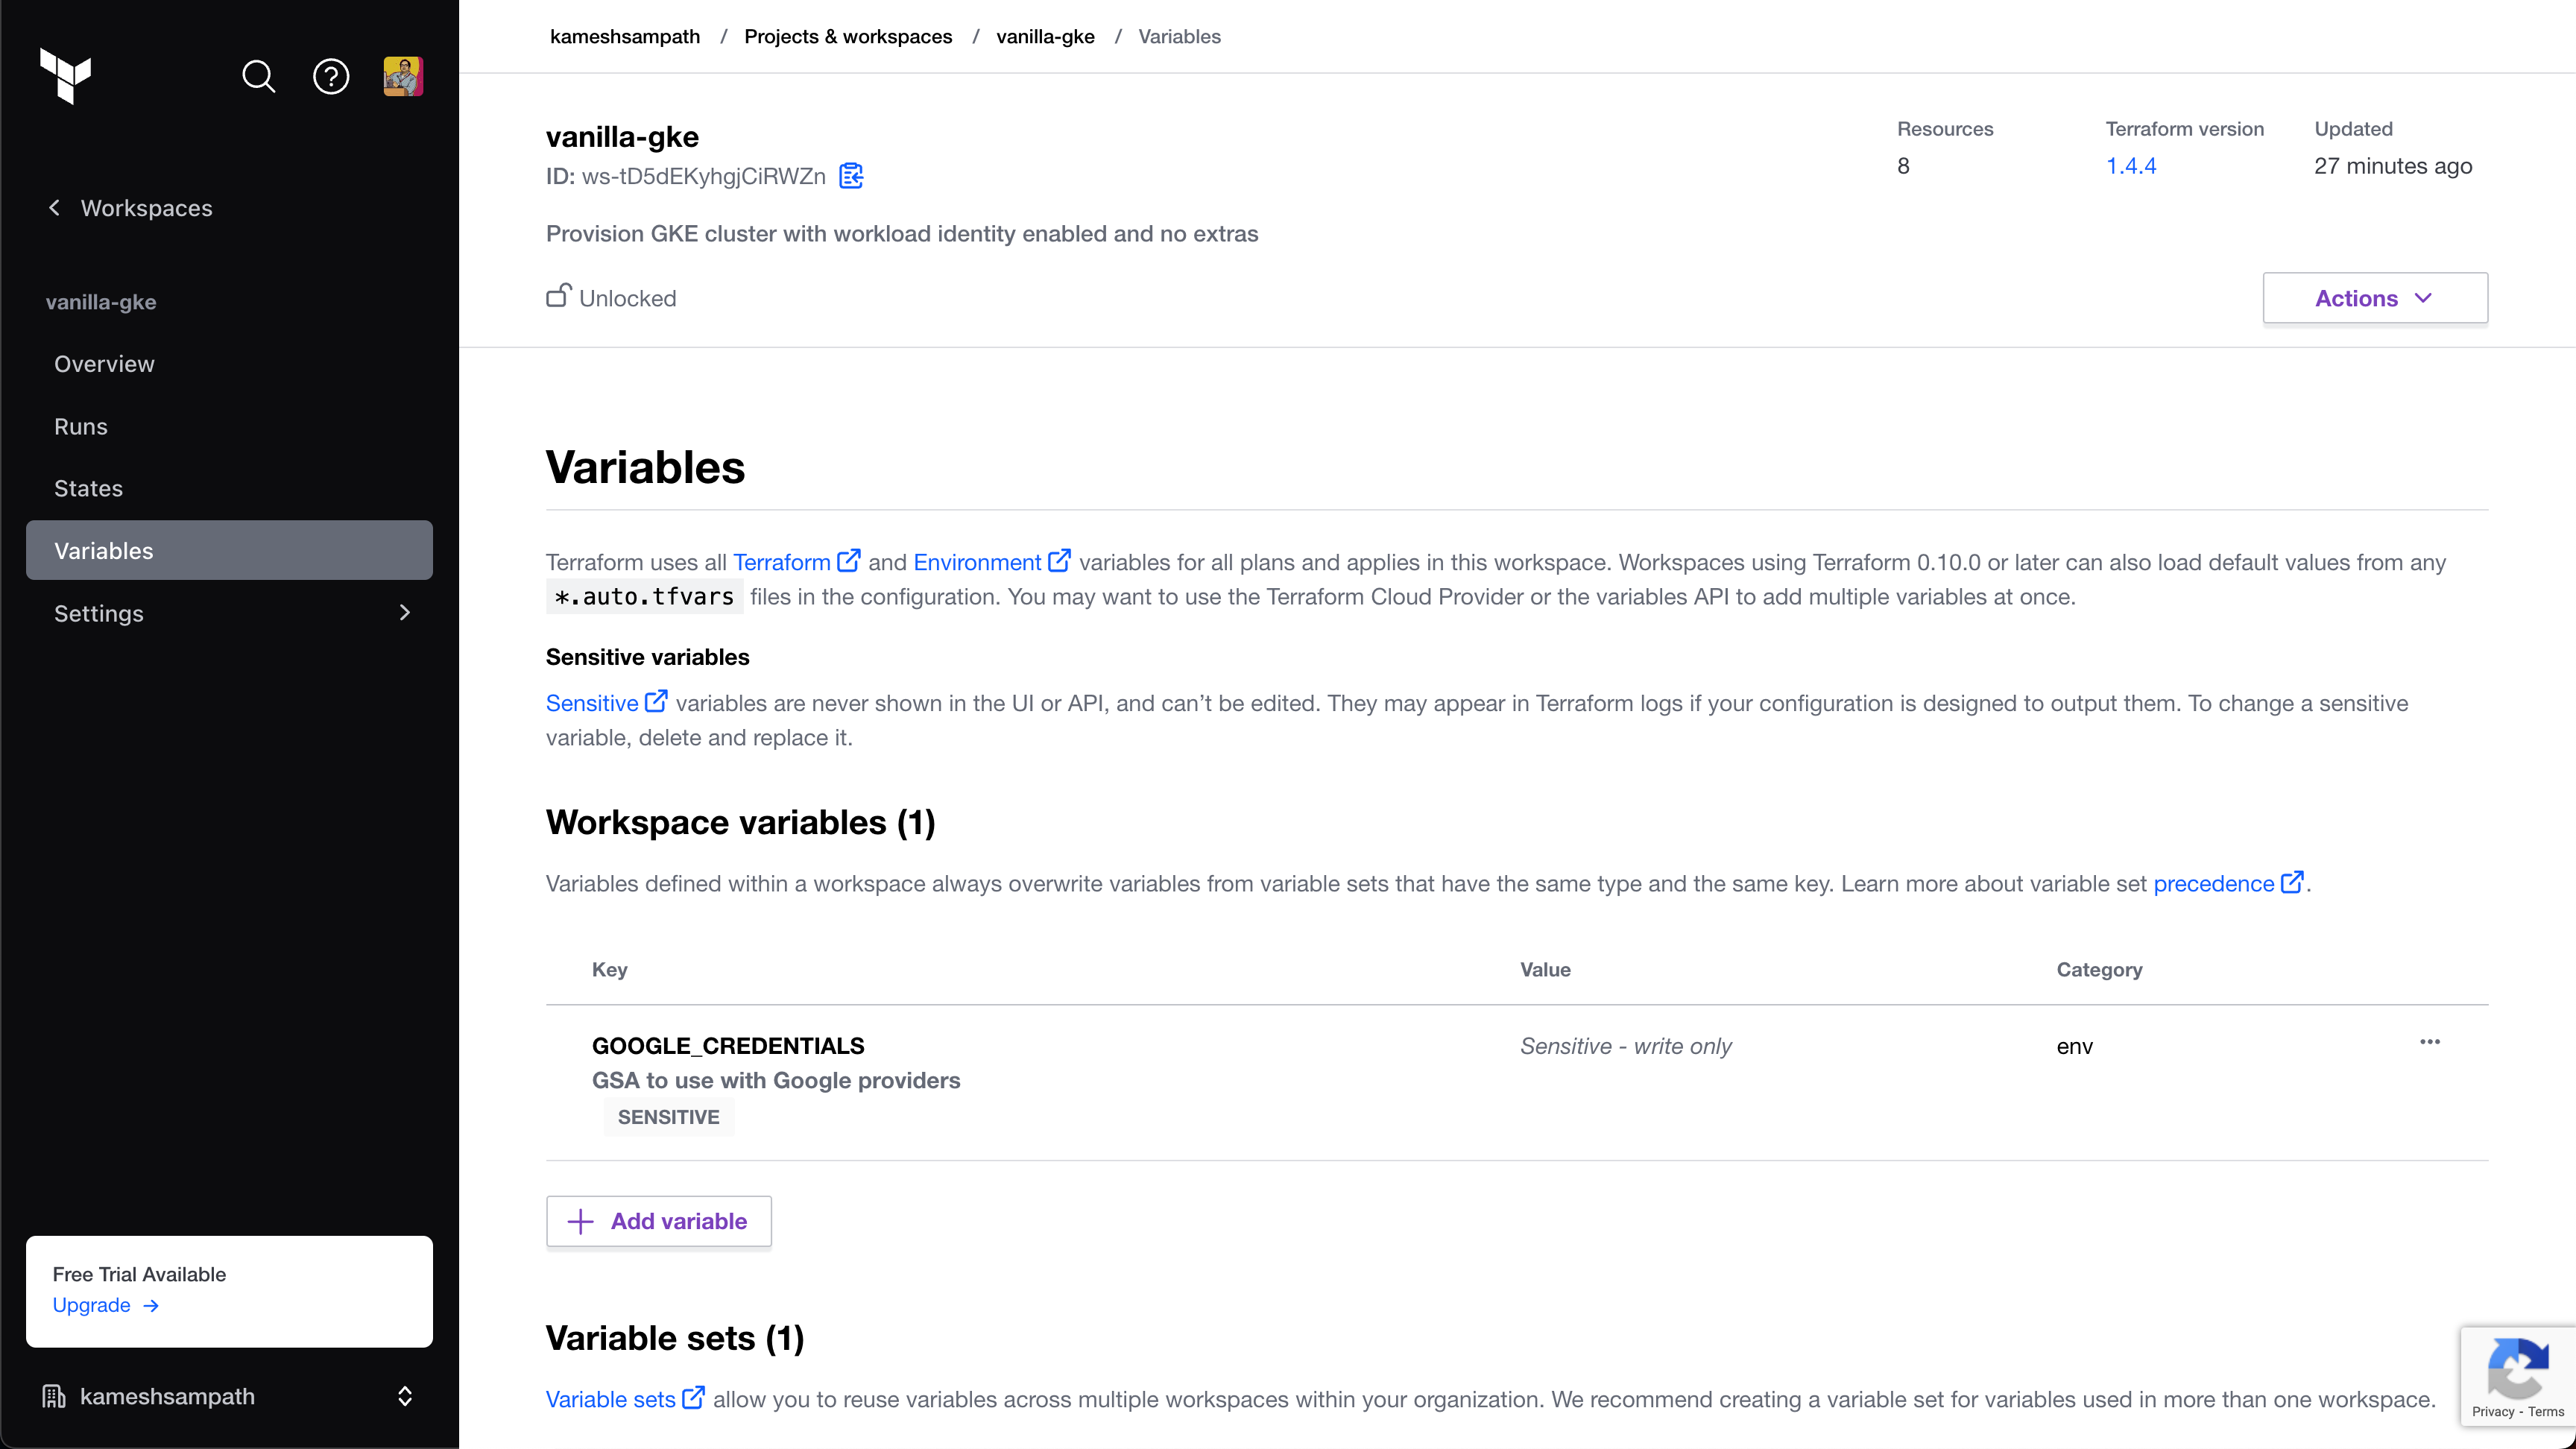 Workspaces
vanilla-gke
Overview
Runs
States
Variables
Settings
Free Trial Available
Upgrade →
kameshsampath
kameshsampath / Projects & workspaces / vanilla-gke / Variables
vanilla-gke
ID: ws-tD5dEKyhgjCiRWZn
Provision GKE cluster with workload identity enabled and no extras
Unlocked
Resources
8
Terraform version
1.4.4
Updated
27 minutes ago
Actions
Variables
Terraform uses all Terraform and Environment variables for all plans and applies in this workspace. Workspaces using Terraform 0.10.0 or later can also load default values from any
*.auto.tfvars files in the configuration. You may want to use the Terraform Cloud Provider or the variables API to add multiple variables at once.
Sensitive variables
Sensitive variables are never shown in the UI or API, and can’t be edited. They may appear in Terraform logs if your configuration is designed to output them. To change a sensitive
variable, delete and replace it.
Workspace variables (1)
Variables defined within a workspace always overwrite variables from variable sets that have the same type and the same key. Learn more about variable set precedence.
Key Value Category
GOOGLE_CREDENTIALS Sensitive - write only env
GSA to use with Google providers
SENSITIVE
Add variable
Variable sets (1)
Variable sets allow you to reuse variables across multiple workspaces within your organization. We recommend creating a variable set for variables used in more than one workspace.
Privacy - Terms